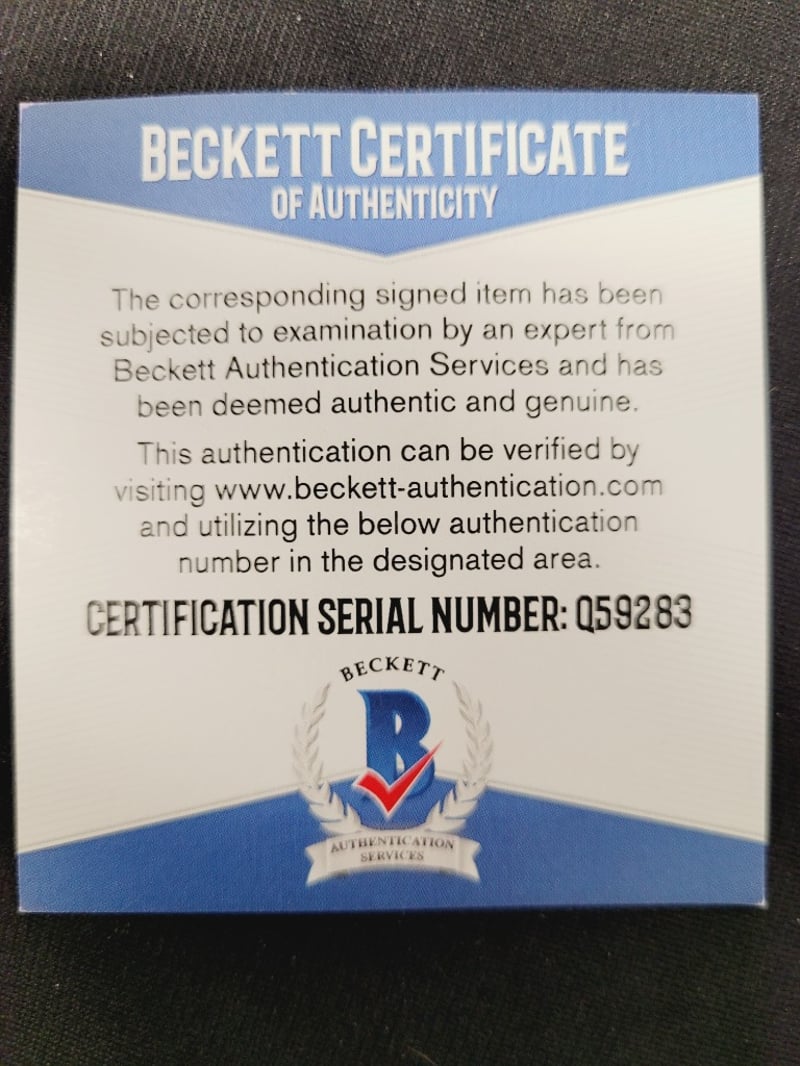 BECKETT CERTIFICATE
OF AUTHENTICITY
The corresponding signed item has been
subjected to examination by an expert from
Beckett Authentication Services and has
been deemed authentic and genuine.
This authentication can be verified by
visiting www.beckett-authentication.com
and utilizing the below authentication
number in the designated area.
CERTIFICATION SERIAL NUMBER: Q59283
BECKETT
B
AUTHENTICATION
SERVICES